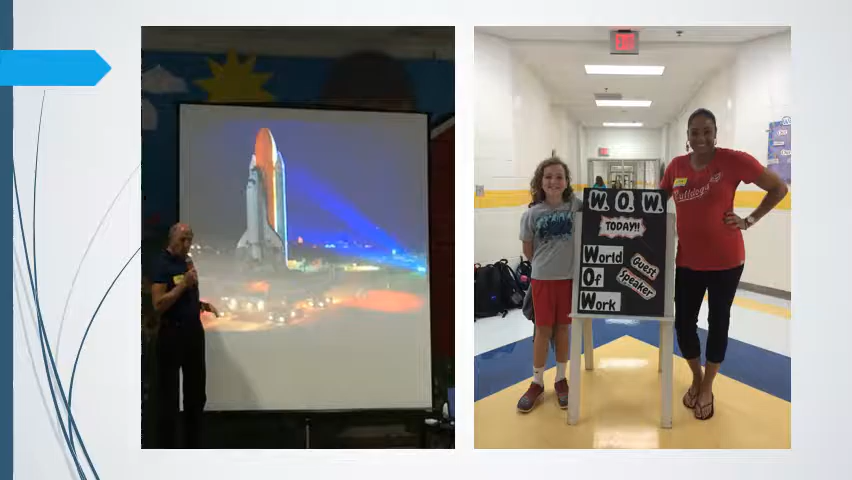 EXIT
W. O. W.
TODAY!!
World
Of
Work
Guest
Speaker
Bulldogs